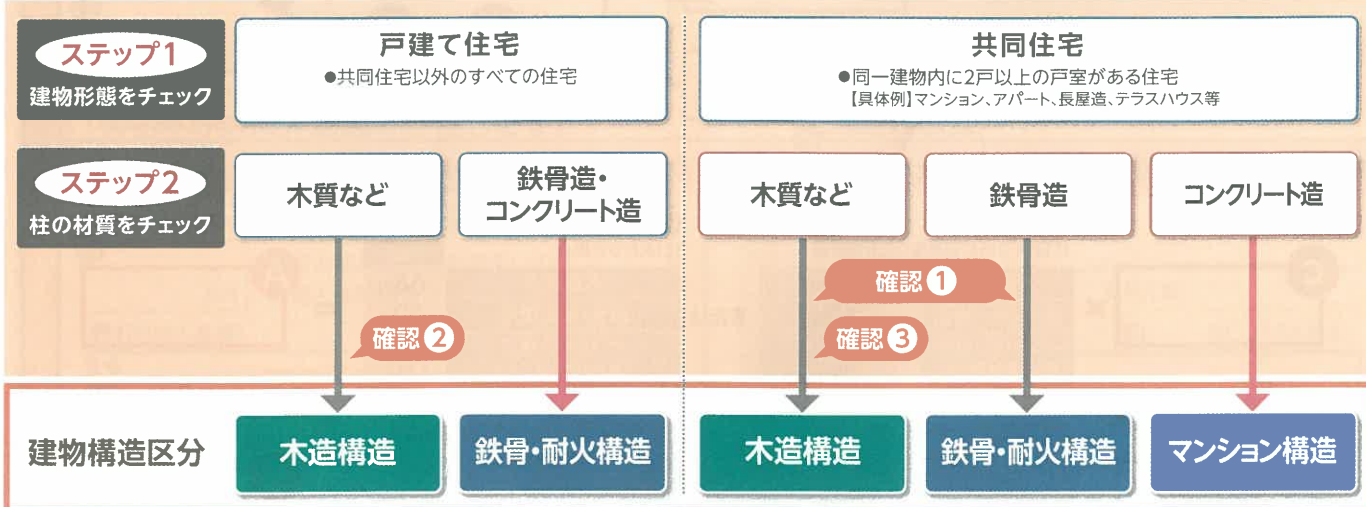 ステップ1
建物形態をチェック
戸建て住宅
●共同住宅以外のすべての住宅
共同住宅
●同一建物内に2戸以上の戸室がある住宅
【具体例】マンション、アパート、長屋造、テラスハウス等
ステップ2
柱の材質をチェック
木質など
鉄骨造・
コンクリート造
木質など
鉄骨造
コンクリート造
確認❶
確認❷
確認❸
建物構造区分
木造構造
鉄骨・耐火構造
木造構造
鉄骨・耐火構造
マンション構造